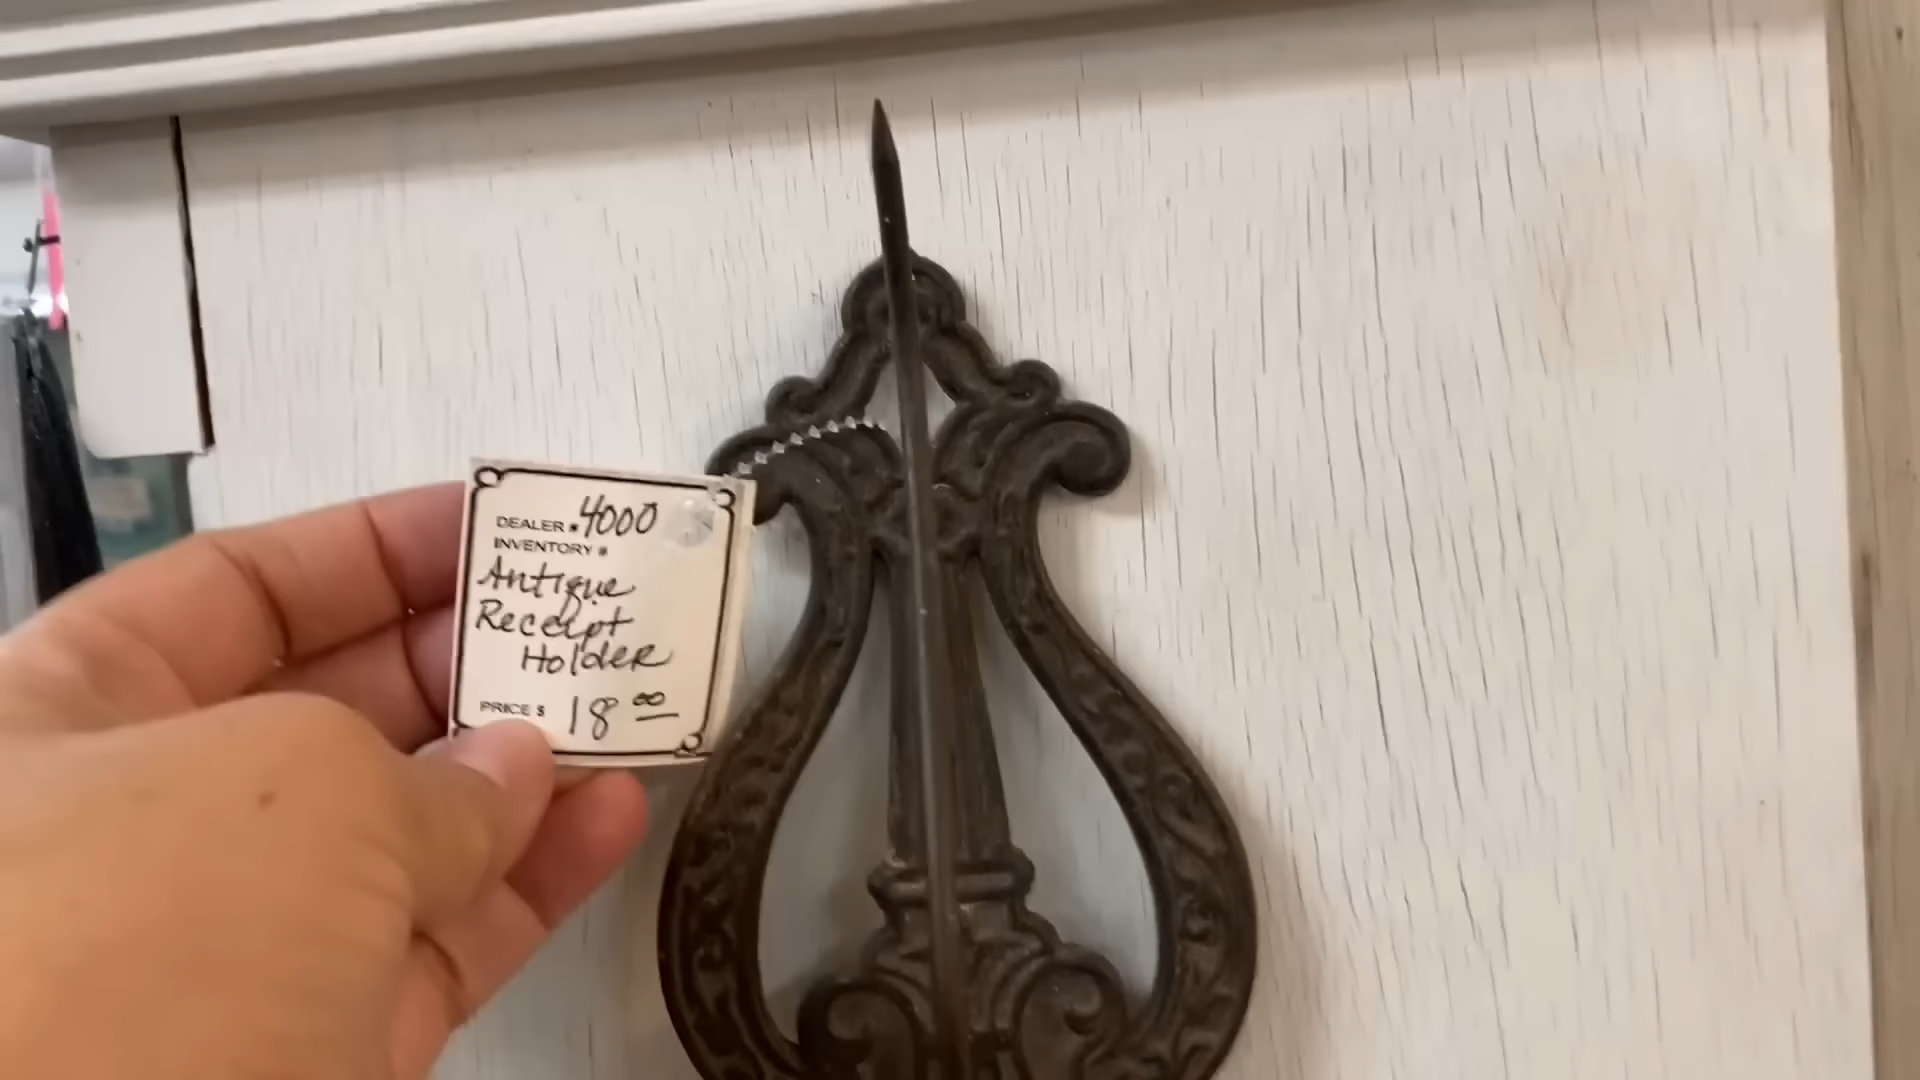 DEALER # 4000
INVENTORY #
Antique
Receipt
Holder
PRICE $ 18 00